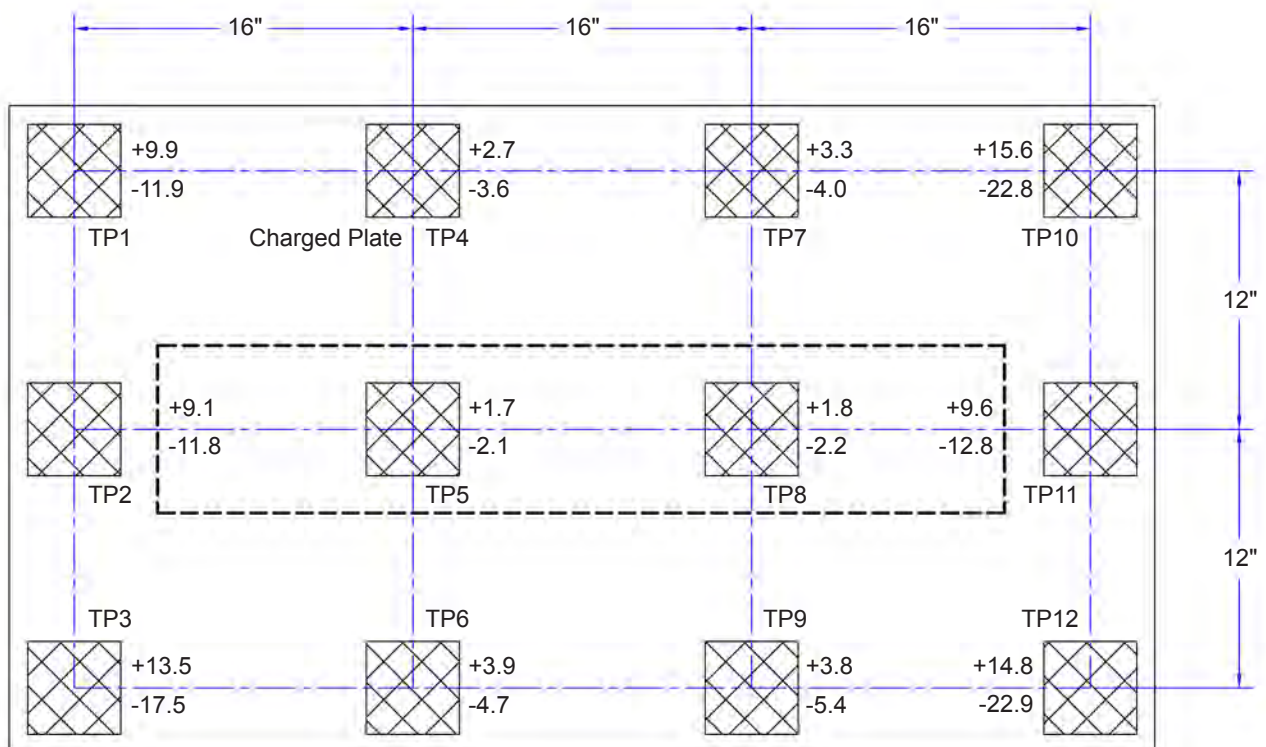 16" 16" 16"
+9.9 +2.7 +3.3 +15.6
-11.9 -3.6 -4.0 -22.8
TP1 Charged Plate TP4 TP7 TP10
12"
+9.1 +1.7 +1.8 +9.6
-11.8 -2.1 -2.2 -12.8
TP2 TP5 TP8 TP11
12"
TP3 TP6 TP9 TP12
+13.5 +3.9 +3.8 +14.8
-17.5 -4.7 -5.4 -22.9